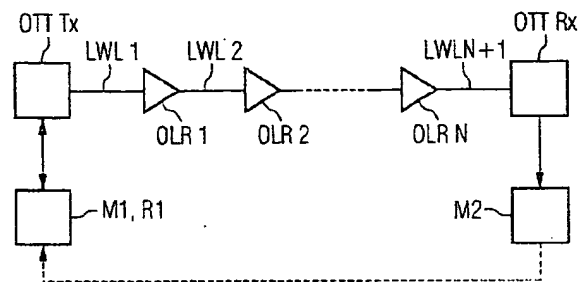 OTT Tx
OTT Rx
LWL 1
LWL 2
LWLN+1
OLR 1
OLR 2
OLR N
M1, R1
M2